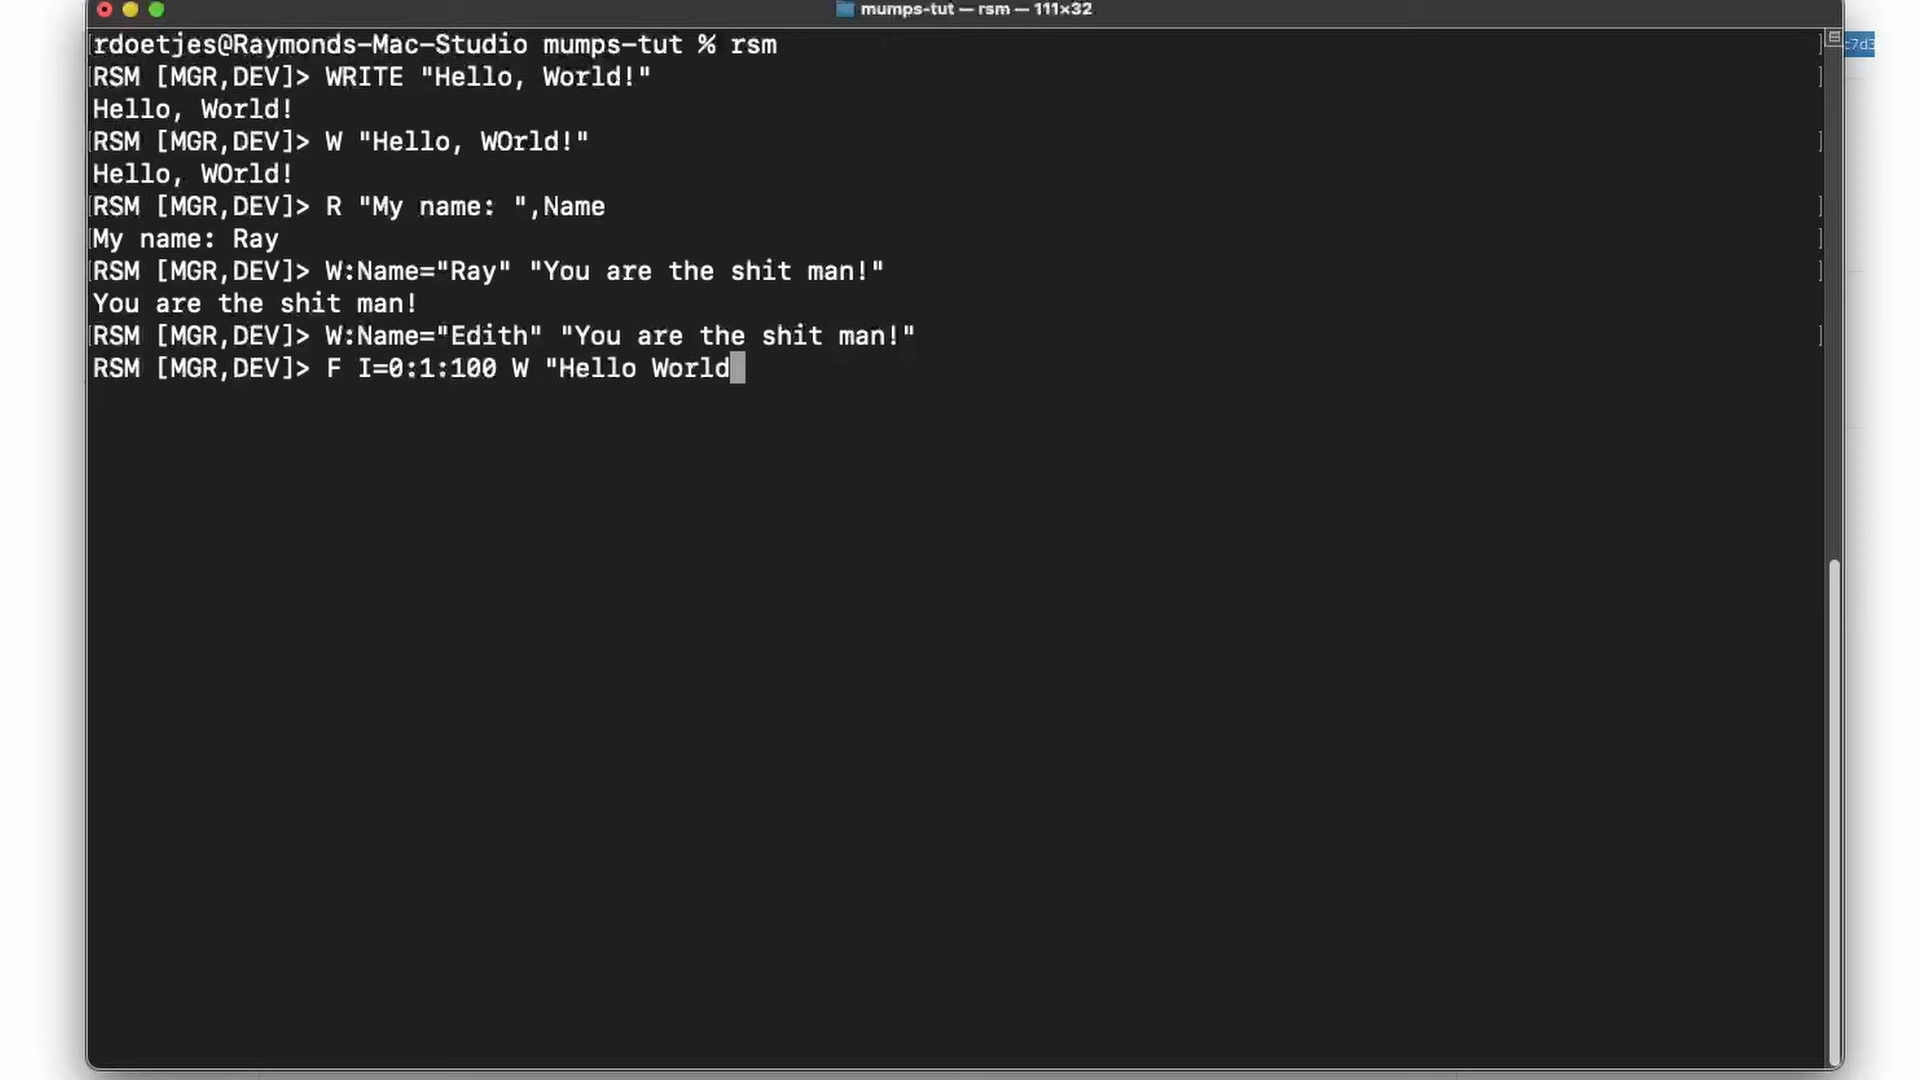 mumps-tut — rsm — 111×32
rdoetjes@Raymonds-Mac-Studio mumps-tut % rsm
RSM [MGR,DEV]> WRITE "Hello, World!"
Hello, World!
RSM [MGR,DEV]> W "Hello, WOrld!"
Hello, WOrld!
RSM [MGR,DEV]> R "My name: ",Name
My name: Ray
RSM [MGR,DEV]> W:Name="Ray" "You are the shit man!"
You are the shit man!
RSM [MGR,DEV]> W:Name="Edith" "You are the shit man!"
RSM [MGR,DEV]> F I=0:1:100 W "Hello World